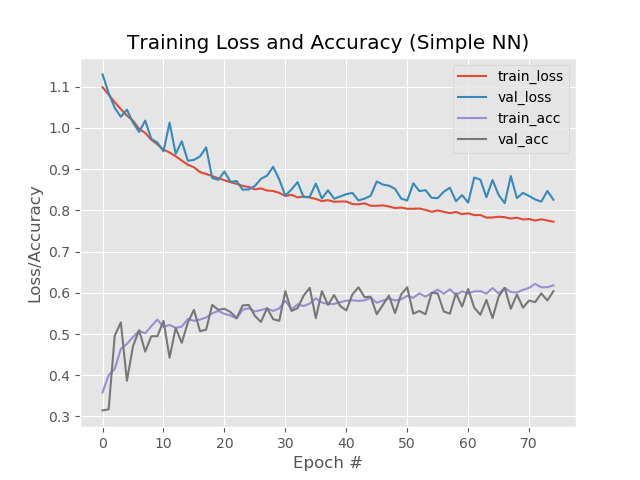 Training Loss and Accuracy (Simple NN)
train_loss
val_loss
train_acc
val_acc
Loss/Accuracy
1.1
1.0
0.9
0.8
0.7
0.6
0.5
0.4
0.3
0 10 20 30 40 50 60 70
Epoch #